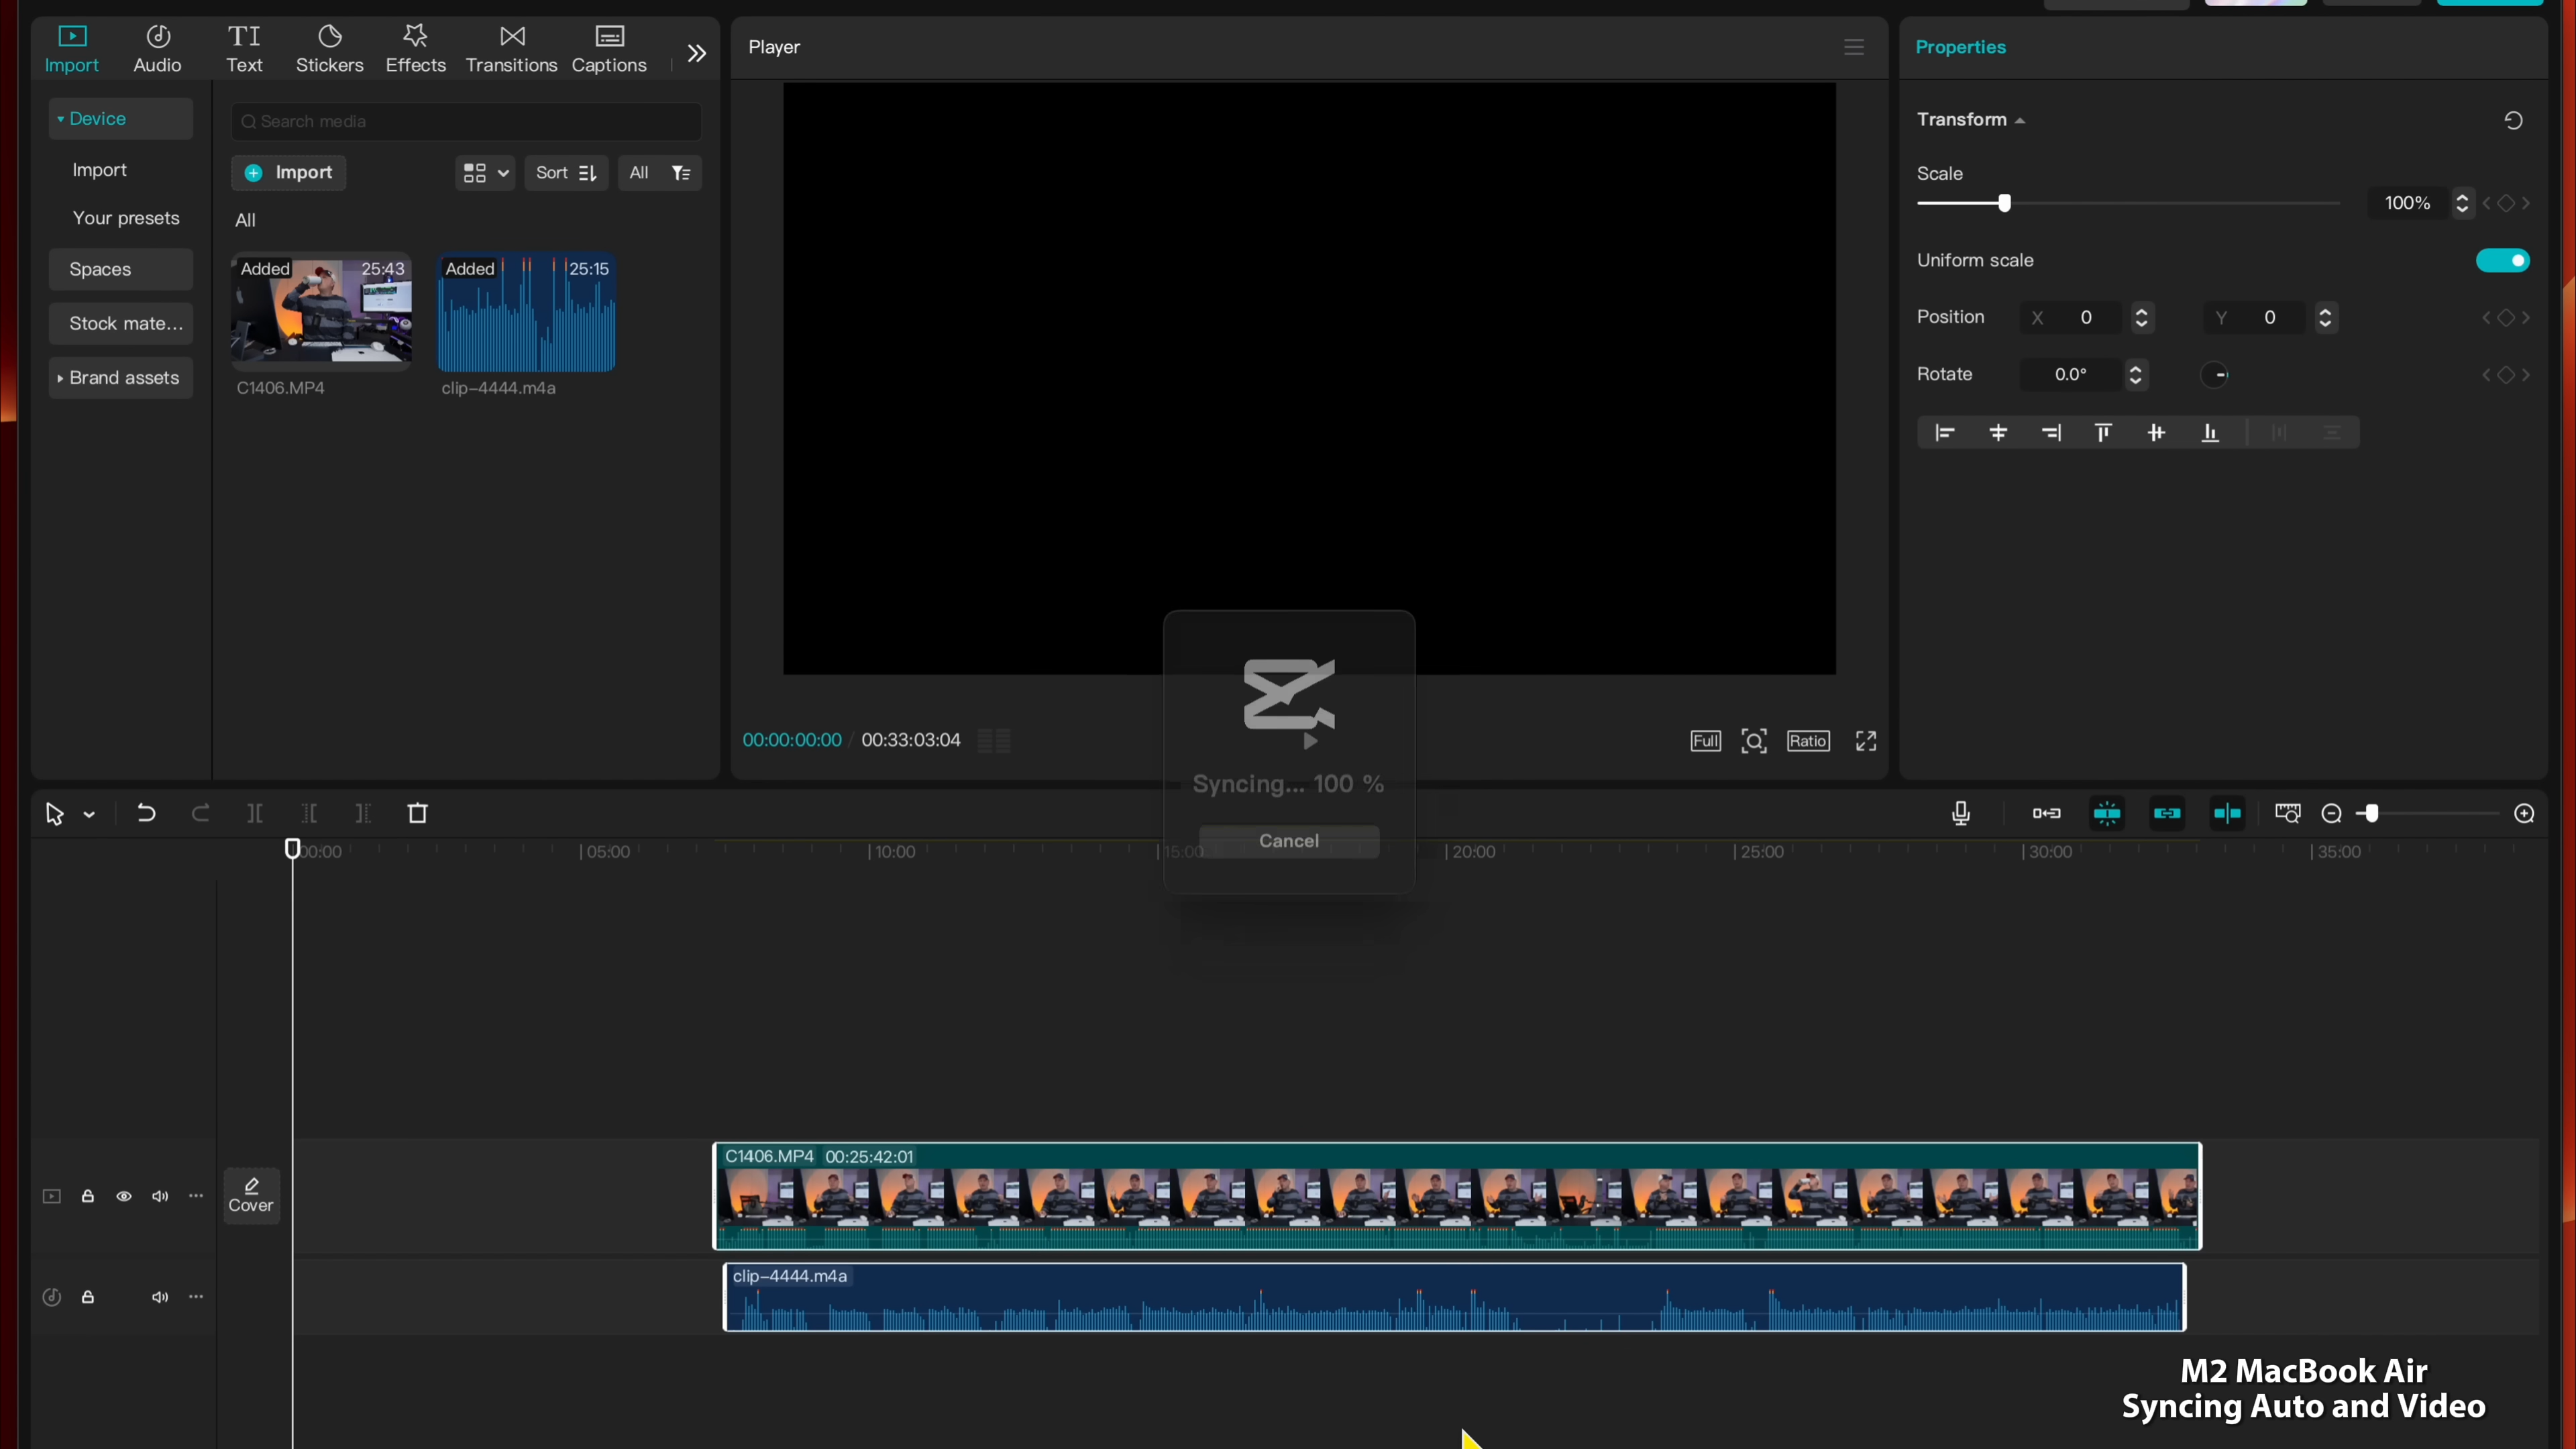 Import
Audio
TI
Text
Stickers
Effects
Transitions
Captions
Player
Properties
Device
Import
Your presets
Spaces
Stock mate...
Brand assets
Search media
Import
Sort
All
All
Added 25:43
C1406.MP4
Added 25:15
clip-4444.m4a
Transform
Scale
100%
Uniform scale
Position X 0 Y 0
Rotate 0.0°
00:00:00:00 / 00:33:03:04
Full
Ratio
Syncing... 100 %
Cancel
00:00 05:00 10:00 15:00 20:00 25:00 30:00 35:00
Cover
C1406.MP4 00:25:42:01
clip-4444.m4a
M2 MacBook Air
Syncing Auto and Video